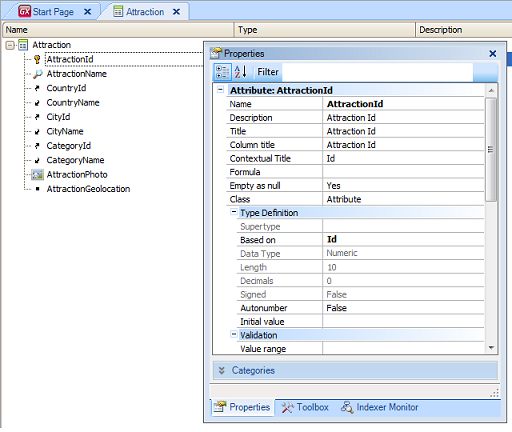 GX Start Page Attraction
Name Type Description
Attraction
AttractionId
AttractionName
CountryId
CountryName
CityId
CityName
CategoryId
CategoryName
AttractionPhoto
AttractionGeolocation
Properties
A Z Filter
Attribute: AttractionId
Name AttractionId
Description Attraction Id
Title Attraction Id
Column title Attraction Id
Contextual Title Id
Formula
Empty as null Yes
Class Attribute
Type Definition
Supertype
Based on Id
Data Type Numeric
Length 10
Decimals 0
Signed False
Autonumber False
Initial value
Validation
Value range
Categories
Properties Toolbox Indexer Monitor